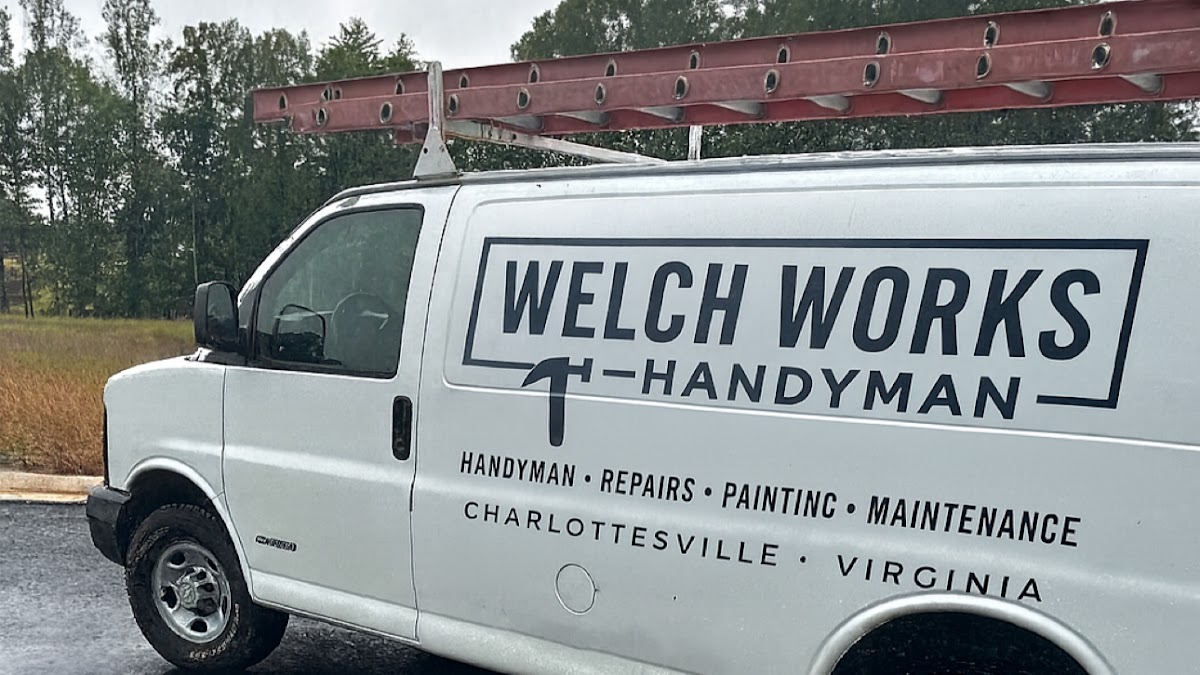 WELCH WORKS
HANDYMAN
HANDYMAN • REPAIRS • PAINTINC • MAINTENANCE
CHARLOTTESVILLE • VIRGINIA